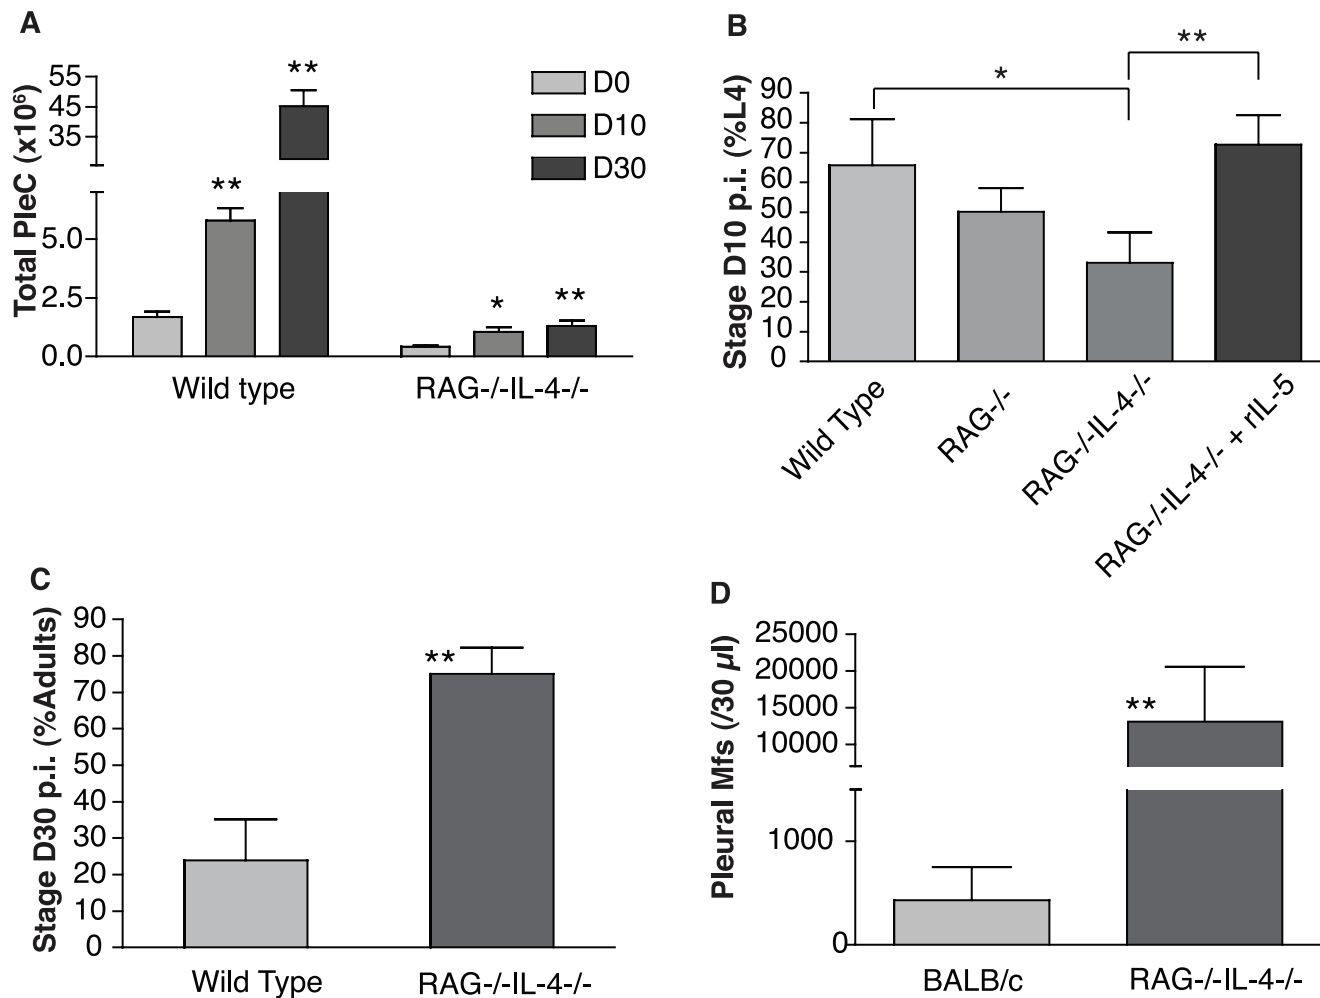 A
Total PleC (x10⁶)
55
45
35
5.0
2.5
0.0
**
**
*
**
D0
D10
D30
Wild type
RAG-/-IL-4-/-
B
Stage D10 p.i. (%L4)
90
80
70
60
50
40
30
20
10
0
*
**
Wild Type
RAG-/-
RAG-/-IL-4-/-
RAG-/-IL-4-/- + rIL-5
C
Stage D30 p.i. (%Adults)
90
80
70
60
50
40
30
20
10
0
**
Wild Type
RAG-/-IL-4-/-
D
Pleural Mfs (/30 µl)
25000
20000
15000
10000
1000
0
**
BALB/c
RAG-/-IL-4-/-